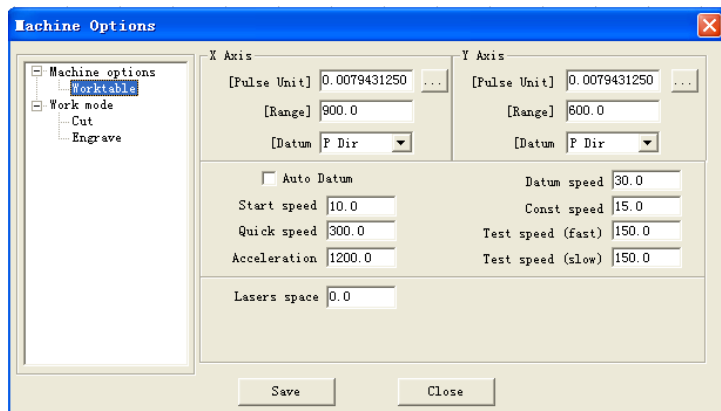 Machine Options
Machine options
Worktable
Work mode
Cut
Engrave
X Axis
[Pulse Unit] 0.0079431250 ...
[Range] 900.0
[Datum P Dir
Y Axis
[Pulse Unit] 0.0079431250 ...
[Range] 600.0
[Datum P Dir
Auto Datum
Start speed 10.0
Quick speed 300.0
Acceleration 1200.0
Datum speed 30.0
Const speed 15.0
Test speed (fast) 150.0
Test speed (slow) 150.0
Lasers space 0.0
Save Close